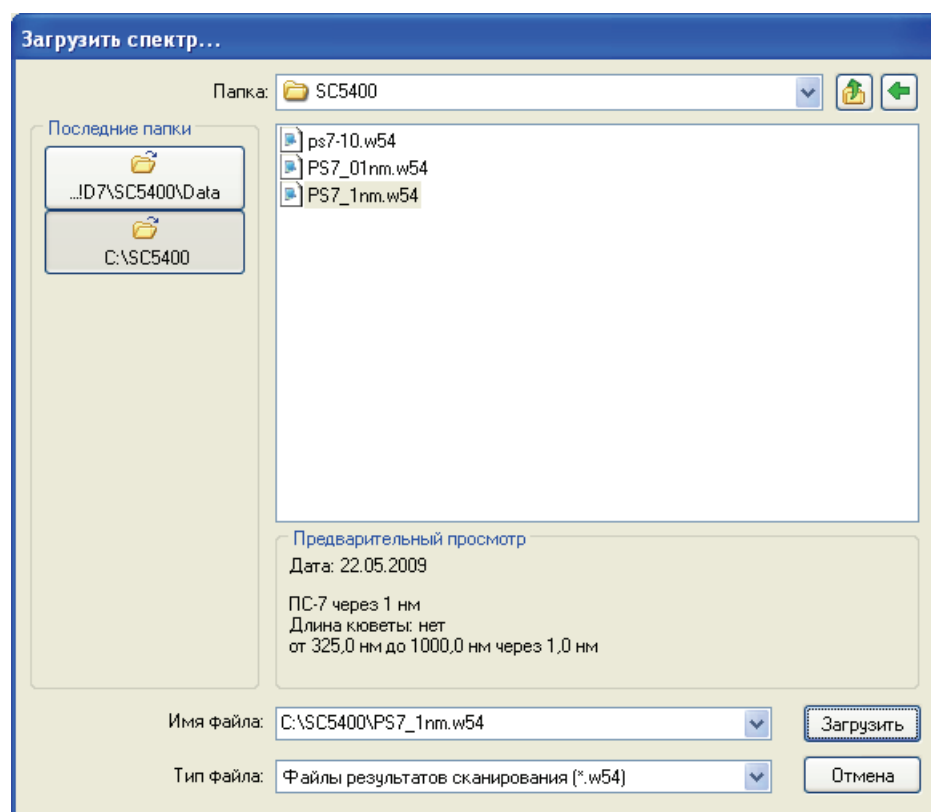 Загрузить спектр...
Папка: SC5400
Последние папки
...!D7\SC5400\Data
C:\SC5400
ps7-10.w54
PS7_01nm.w54
PS7_1nm.w54
Предварительный просмотр
Дата: 22.05.2009
ПС-7 через 1 нм
Длина кюветы: нет
от 325,0 нм до 1000,0 нм через 1,0 нм
Имя файла: C:\SC5400\PS7_1nm.w54 Загрузить
Тип файла: Файлы результатов сканирования (*.w54) Отмена